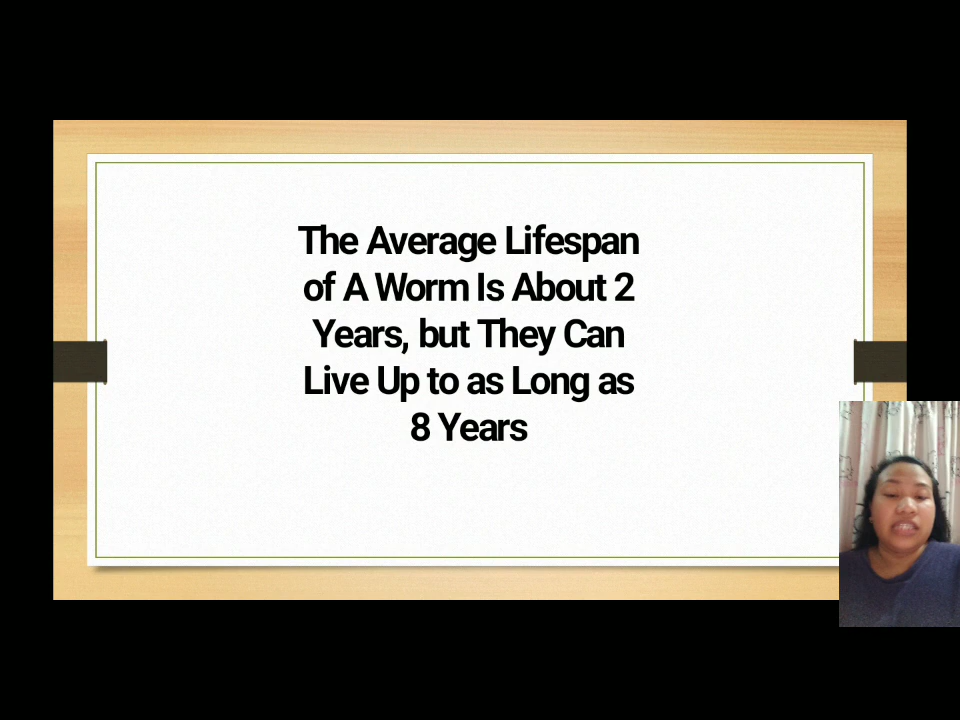 The Average Lifespan
of A Worm Is About 2
Years, but They Can
Live Up to as Long as
8 Years